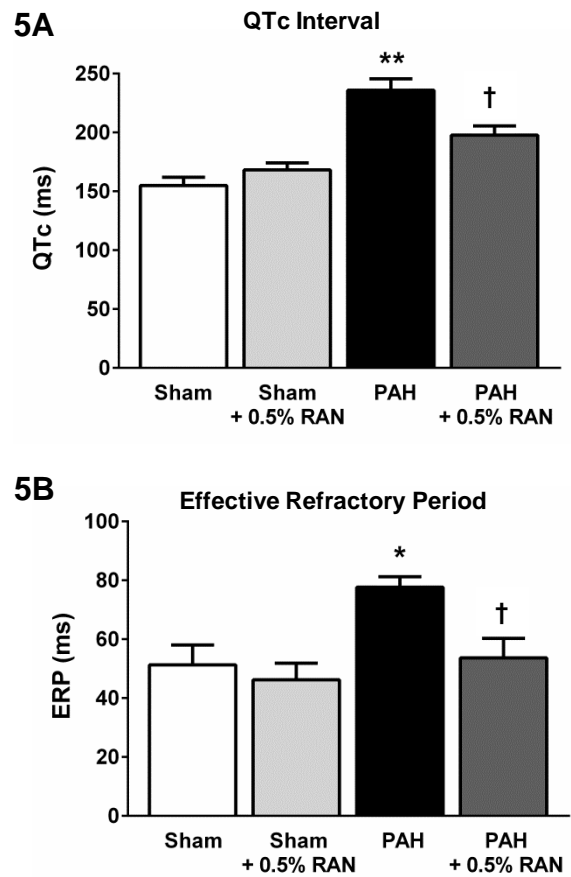 5A
QTc Interval
**
†
250
200
150
100
50
0
QTc (ms)
Sham
Sham
+ 0.5% RAN
PAH
PAH
+ 0.5% RAN
5B
Effective Refractory Period
*
†
100
80
60
40
20
0
ERP (ms)
Sham
Sham
+ 0.5% RAN
PAH
PAH
+ 0.5% RAN